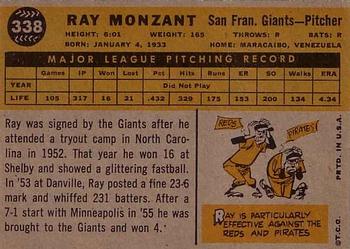 338
RAY MONZANT San Fran. Giants—Pitcher
HEIGHT: 6:01 WEIGHT: 165 THROWS: R BATS: R
BORN: JANUARY 4, 1933 HOME: MARACAIBO, VENEZUELA
MAJOR LEAGUE PITCHING RECORD
Games IP Won Lost Pct. Hits Runs ER SO Walks ERA
YEAR Did Not Play
LIFE 105 317 16 21 .432 329 175 153 200 134 4.34
Ray was signed by the Giants after he
attended a tryout camp in North Caro-
lina in 1952. That year he won 16 at
Shelby and showed a glittering fastball.
In '53 at Danville, Ray posted a fine 23-6
mark and whiffed 231 batters. After a
7-1 start with Minneapolis in '55 he was
brought to the Giants and won 4.
REDS
PIRATES
RAY IS PARTICULARLY
EFFECTIVE AGAINST THE
REDS AND PIRATES
©T.C.G. PRTD. IN U.S.A.